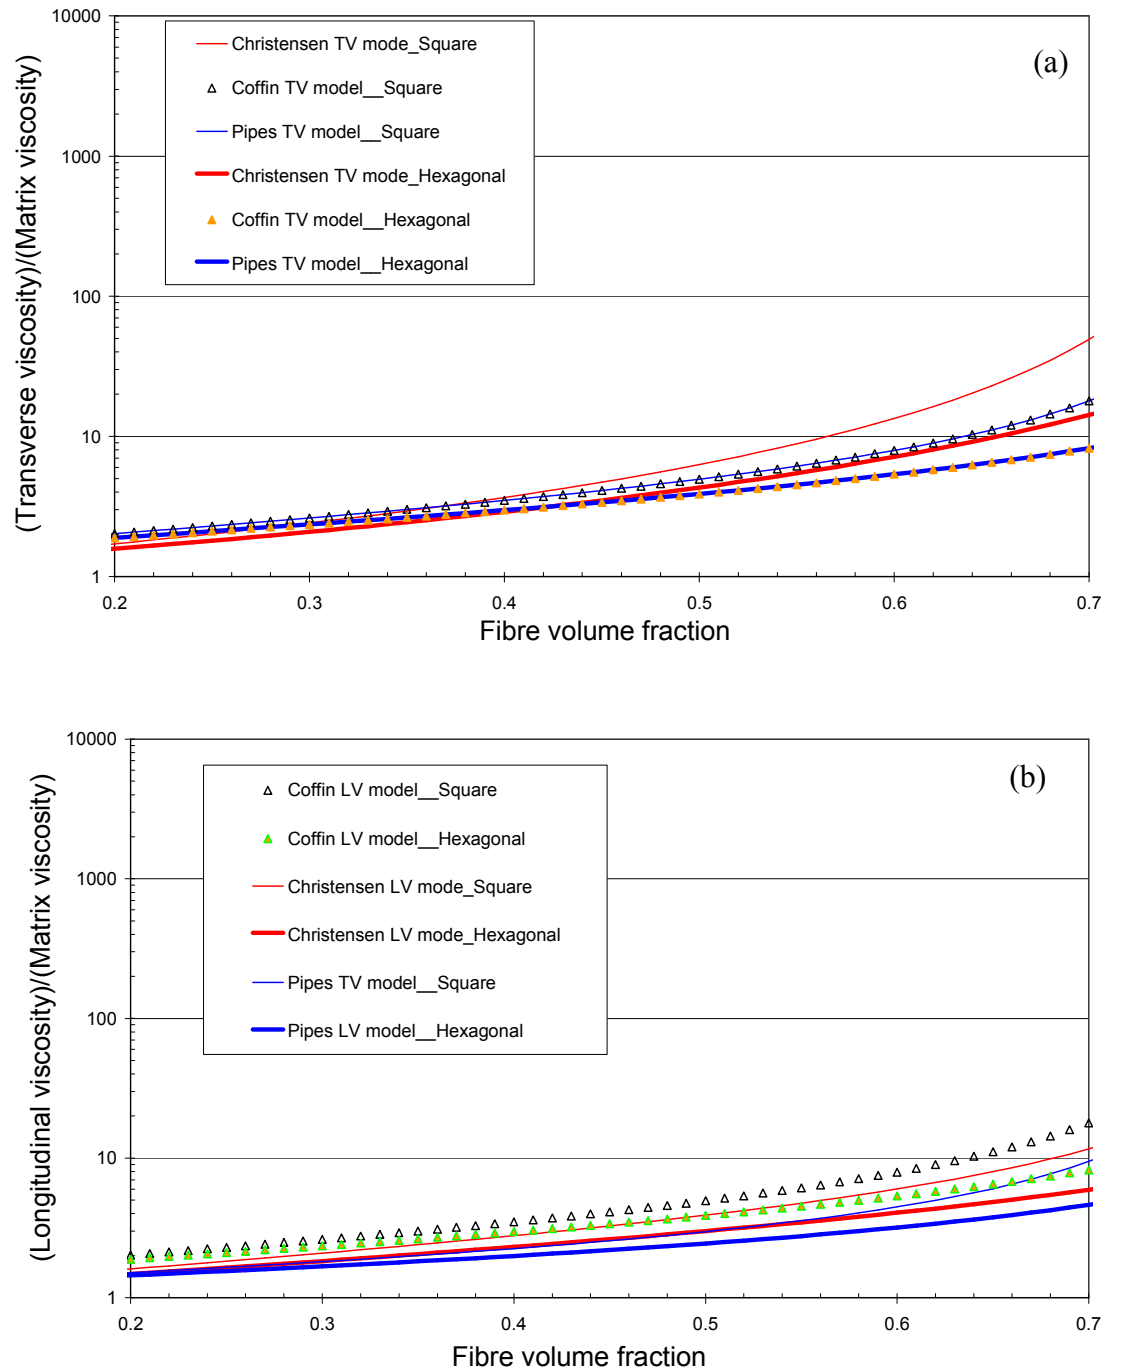 10000
1000
100
10
1
(Transverse viscosity)/(Matrix viscosity)
Christensen TV mode_Square
Coffin TV model__Square
Pipes TV model__Square
Christensen TV mode_Hexagonal
Coffin TV model__Hexagonal
Pipes TV model__Hexagonal
(a)
0.2 0.3 0.4 0.5 0.6 0.7
Fibre volume fraction
10000
1000
100
10
1
(Longitudinal viscosity)/(Matrix viscosity)
Coffin LV model__Square
Coffin LV model__Hexagonal
Christensen LV mode_Square
Christensen LV mode_Hexagonal
Pipes TV model__Square
Pipes LV model__Hexagonal
(b)
0.2 0.3 0.4 0.5 0.6 0.7
Fibre volume fraction